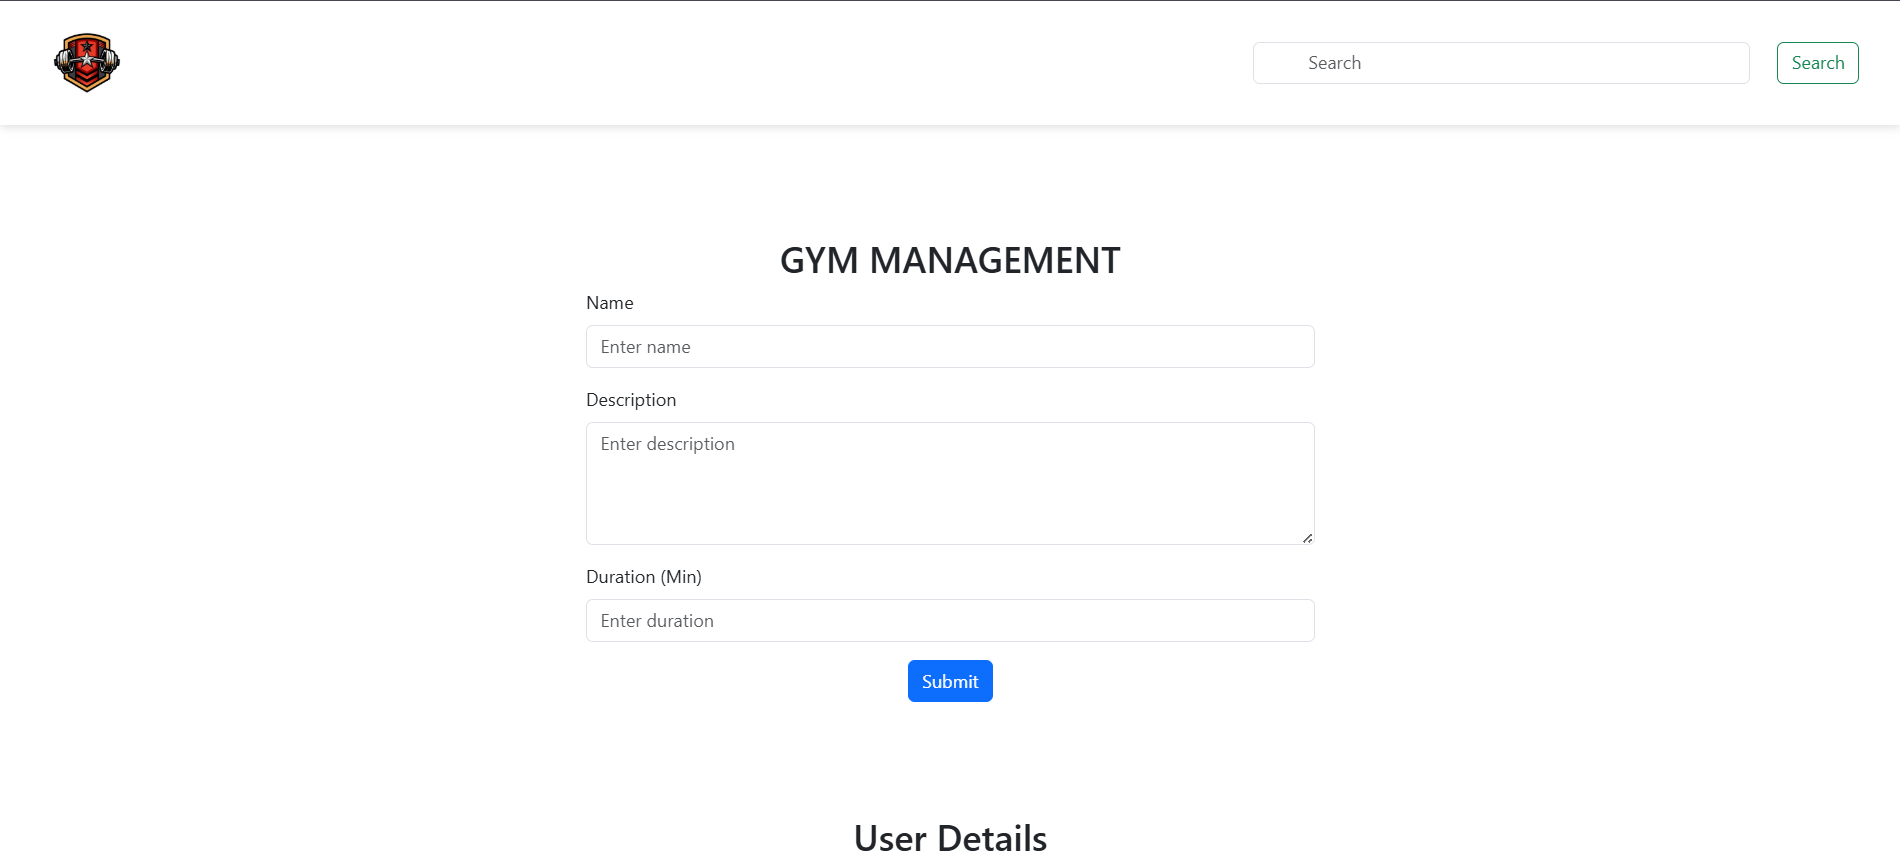 Search
Search
GYM MANAGEMENT
Name
Enter name
Description
Enter description
Duration (Min)
Enter duration
Submit
User Details